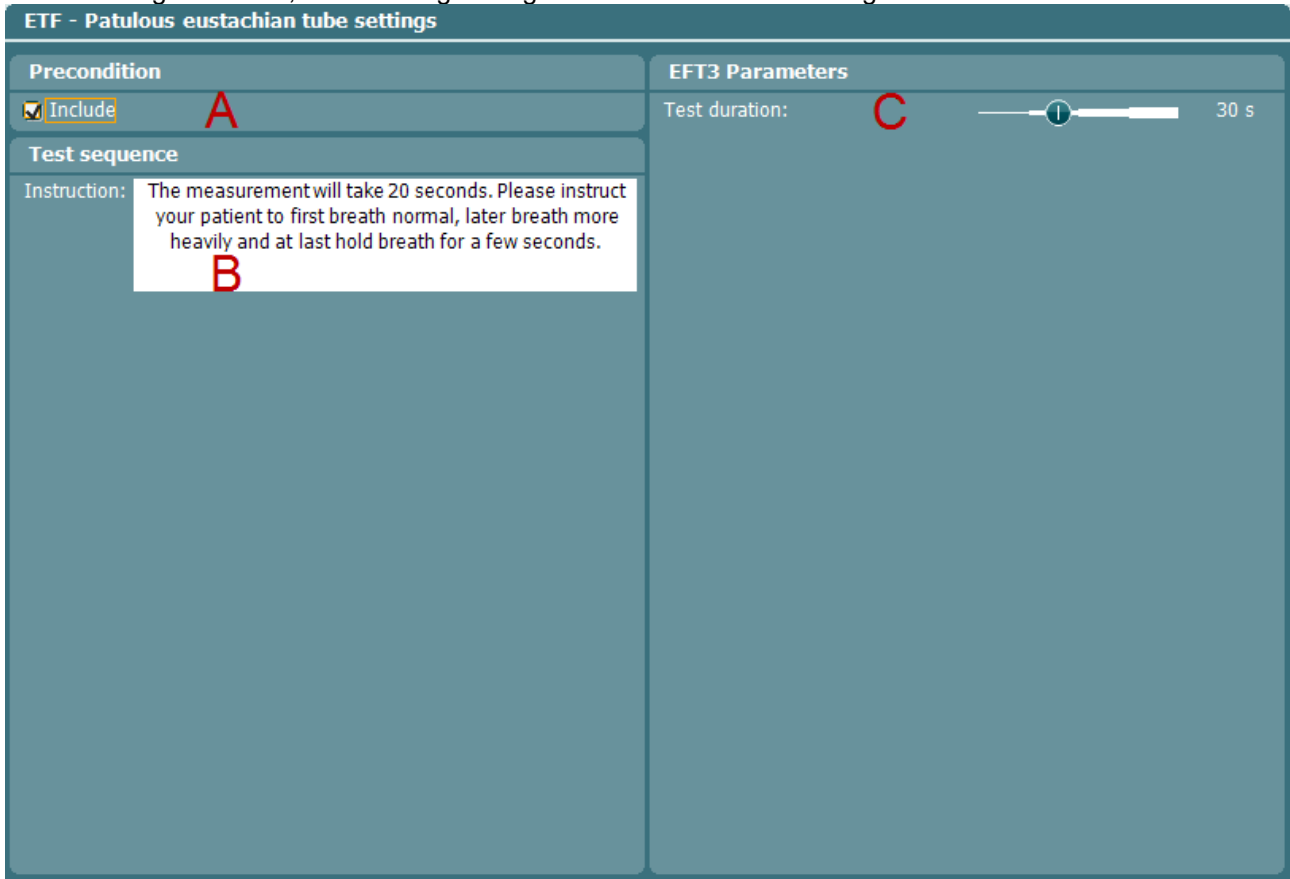 ETF - Patulous eustachian tube settings
Precondition
Include
A
Test sequence
Instruction:
The measurement will take 20 seconds. Please instruct
your patient to first breath normal, later breath more
heavily and at last hold breath for a few seconds.
B
EFT3 Parameters
Test duration:
C
30 s